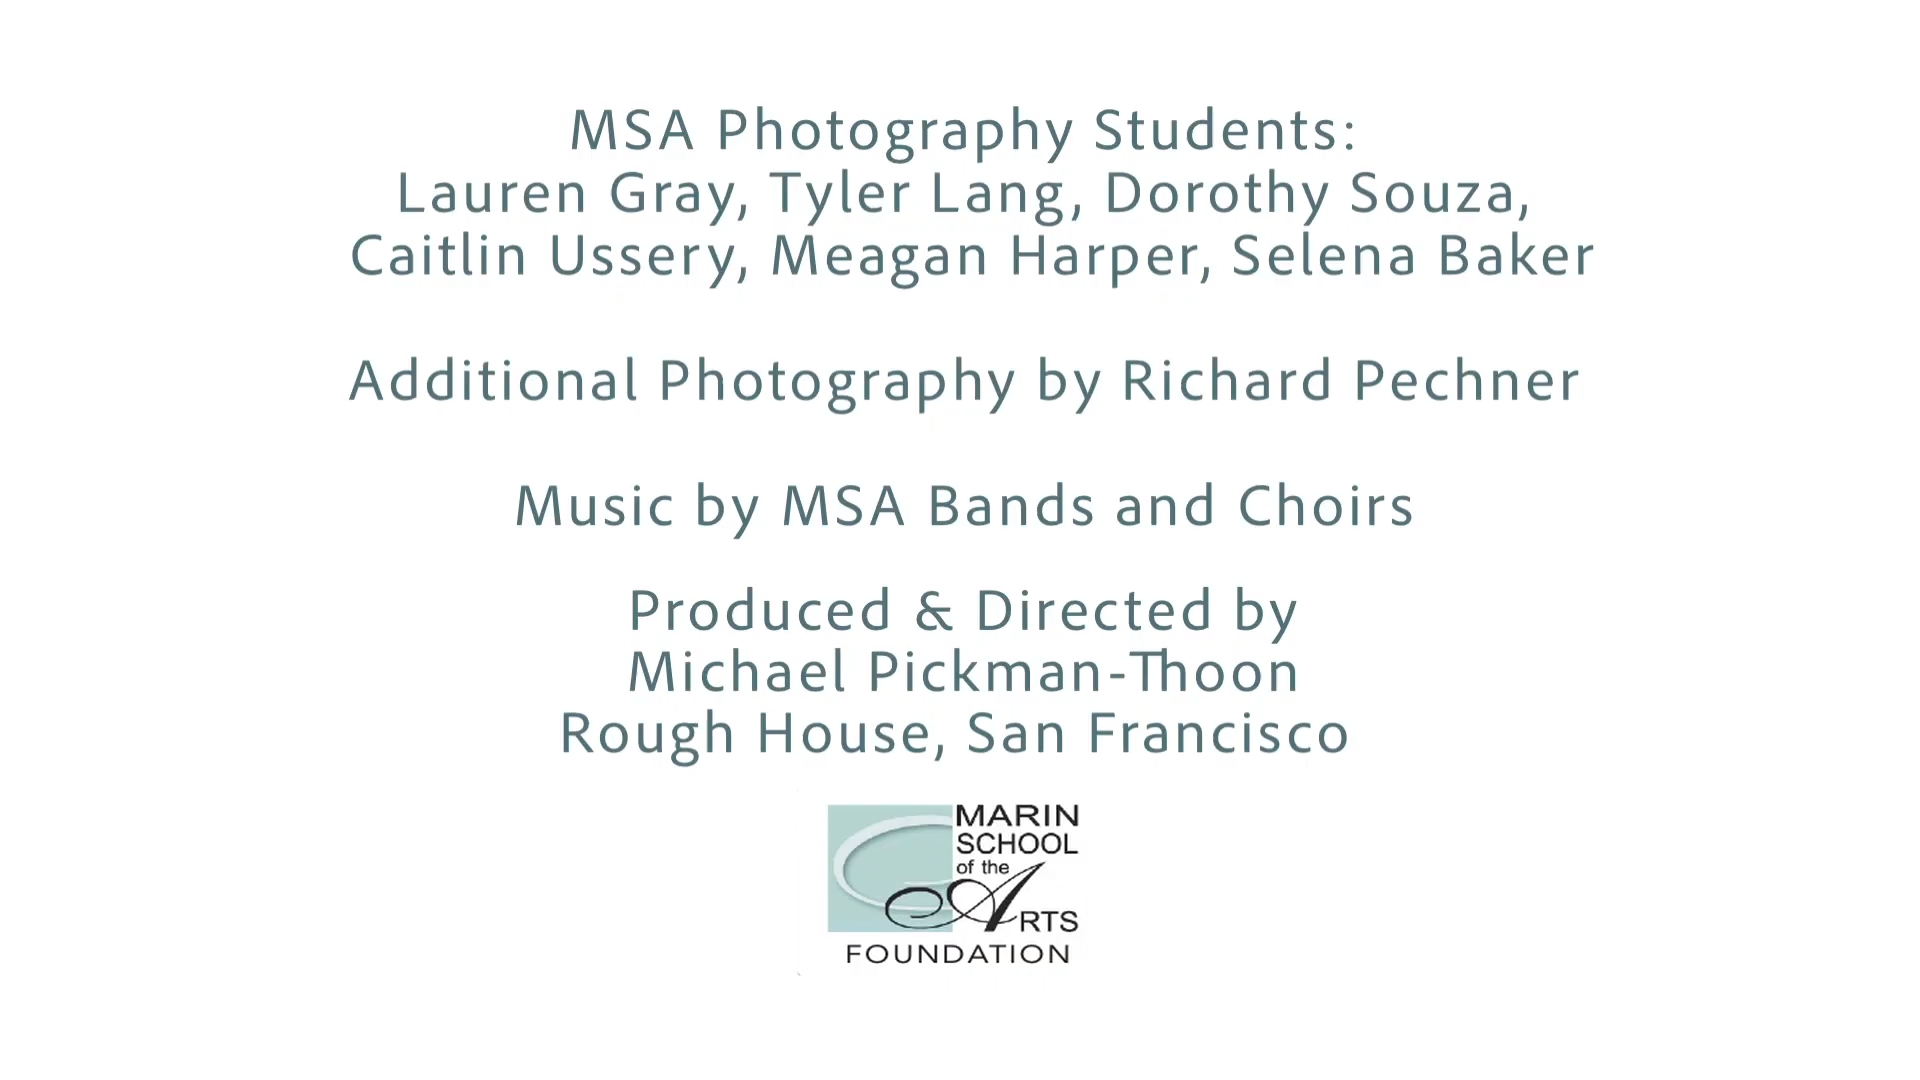 MSA Photography Students:
Lauren Gray, Tyler Lang, Dorothy Souza,
Caitlin Ussery, Meagan Harper, Selena Baker
Additional Photography by Richard Pechner
Music by MSA Bands and Choirs
Produced & Directed by
Michael Pickman-Thoon
Rough House, San Francisco
MARIN
SCHOOL
of the
ARTS
FOUNDATION